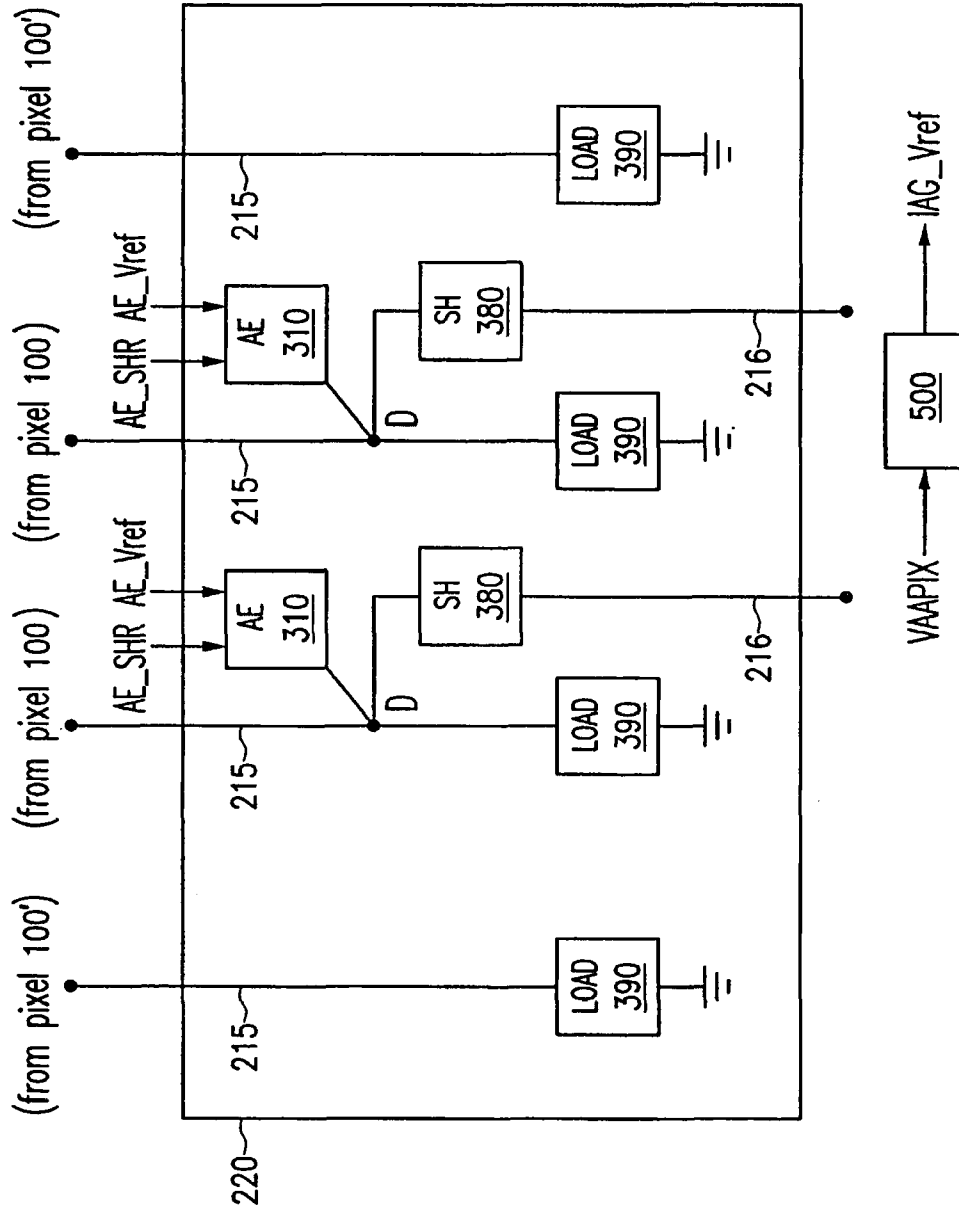 (from pixel 100')
(from pixel 100)
(from pixel 100)
(from pixel 100')
AE_SHR
AE_Vref
AE_SHR
AE_Vref
220
215
215
215
215
AE
310
AE
310
D
D
SH
380
SH
380
LOAD
390
LOAD
390
LOAD
390
LOAD
390
216
216
VAAPIX
500
IAG_Vref